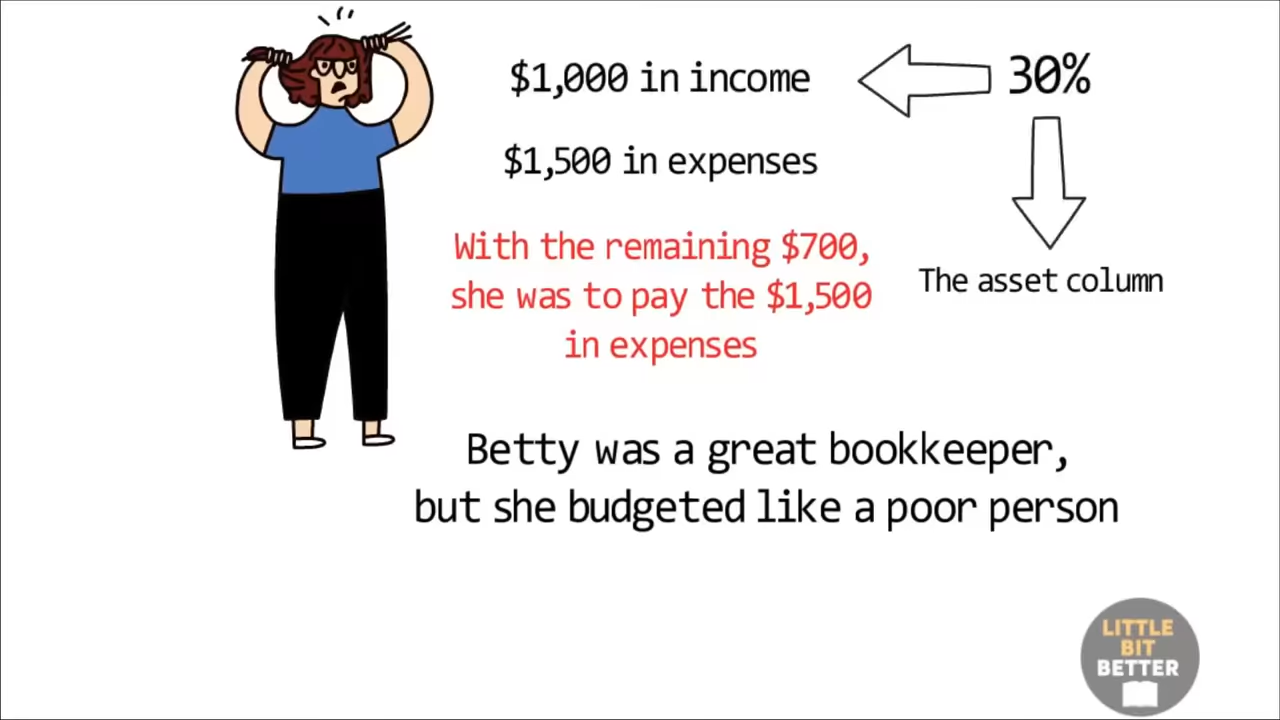 $1,000 in income
30%
$1,500 in expenses
With the remaining $700,
she was to pay the $1,500
in expenses
The asset column
Betty was a great bookkeeper,
but she budgeted like a poor person
LITTLE
BIT
BETTER